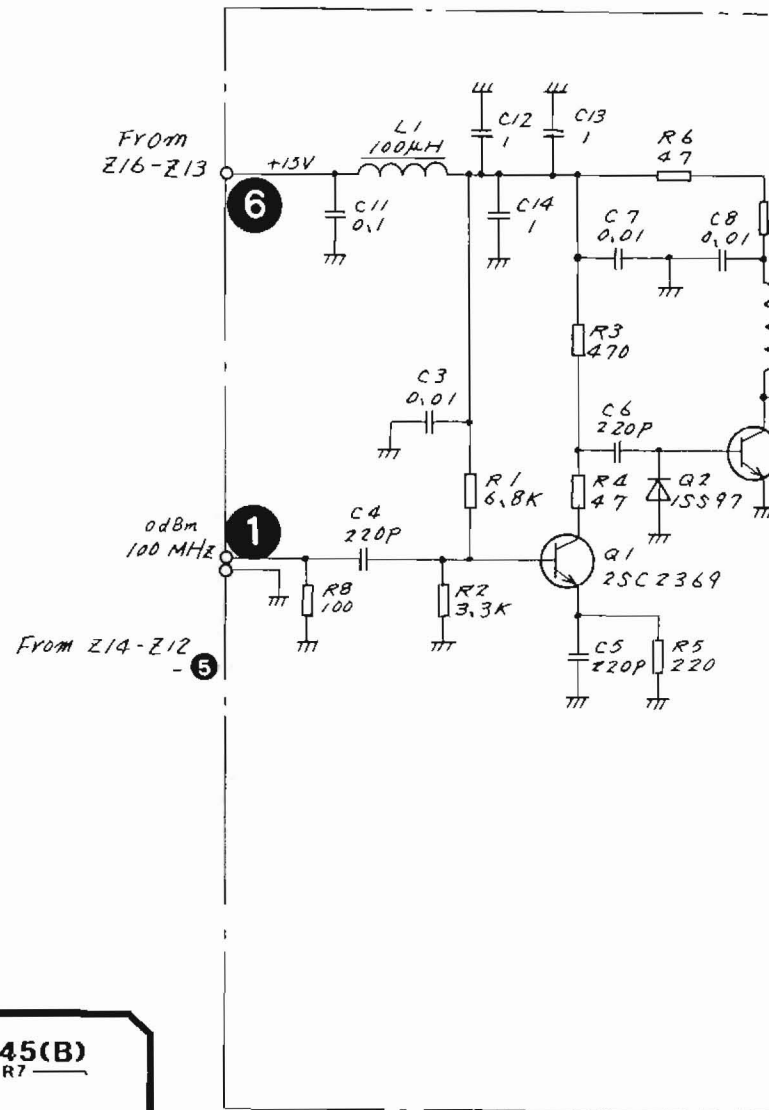 From
Z16-Z13
+15V
6
L1
100μH
C11
0.1
C12
1
C13
1
C14
1
R6
47
C7
0.01
C8
0.01
R3
470
C3
0.01
C6
220P
R1
6.8K
R4
47
Q2
1SS97
0dBm
100 MHz
1
C4
220P
Q1
2SC2369
R8
100
R2
3.3K
C5
220P
R5
220
From Z14-Z12
- 5
45(B)
R7